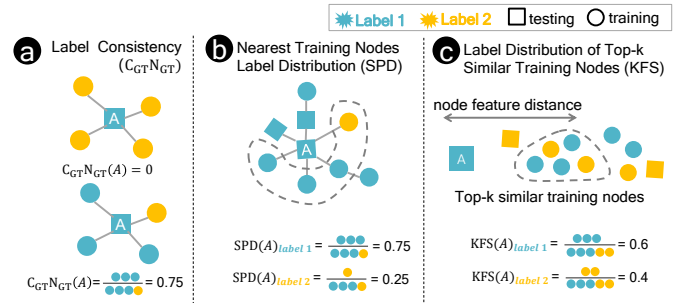 Label 1 Label 2 testing training
a Label Consistency
(C_GT N_GT)
A
C_GT N_GT(A) = 0
A
C_GT N_GT(A) = = 0.75
b Nearest Training Nodes
Label Distribution (SPD)
A
SPD(A)_label 1 = = 0.75
SPD(A)_label 2 = = 0.25
c Label Distribution of Top-k
Similar Training Nodes (KFS)
node feature distance
A
Top-k similar training nodes
KFS(A)_label 1 = = 0.6
KFS(A)_label 2 = = 0.4